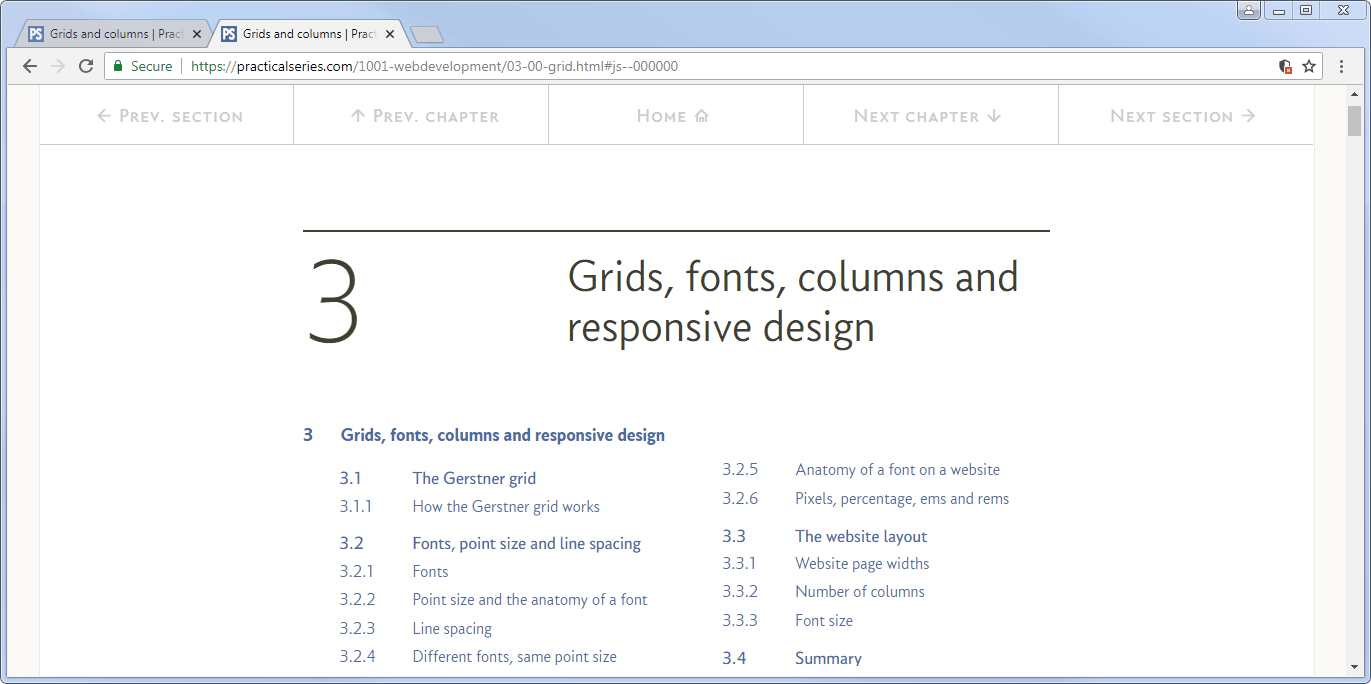 PS Grids and columns | Prac
PS Grids and columns | Prac
Secure https://practicalseries.com/1001-webdevelopment/03-00-grid.html#js--000000
← Prev. section
↑ Prev. chapter
Home
Next chapter ↓
Next section →
3
Grids, fonts, columns and
responsive design
3 Grids, fonts, columns and responsive design
3.1 The Gerstner grid
3.1.1 How the Gerstner grid works
3.2 Fonts, point size and line spacing
3.2.1 Fonts
3.2.2 Point size and the anatomy of a font
3.2.3 Line spacing
3.2.4 Different fonts, same point size
3.2.5 Anatomy of a font on a website
3.2.6 Pixels, percentage, ems and rems
3.3 The website layout
3.3.1 Website page widths
3.3.2 Number of columns
3.3.3 Font size
3.4 Summary